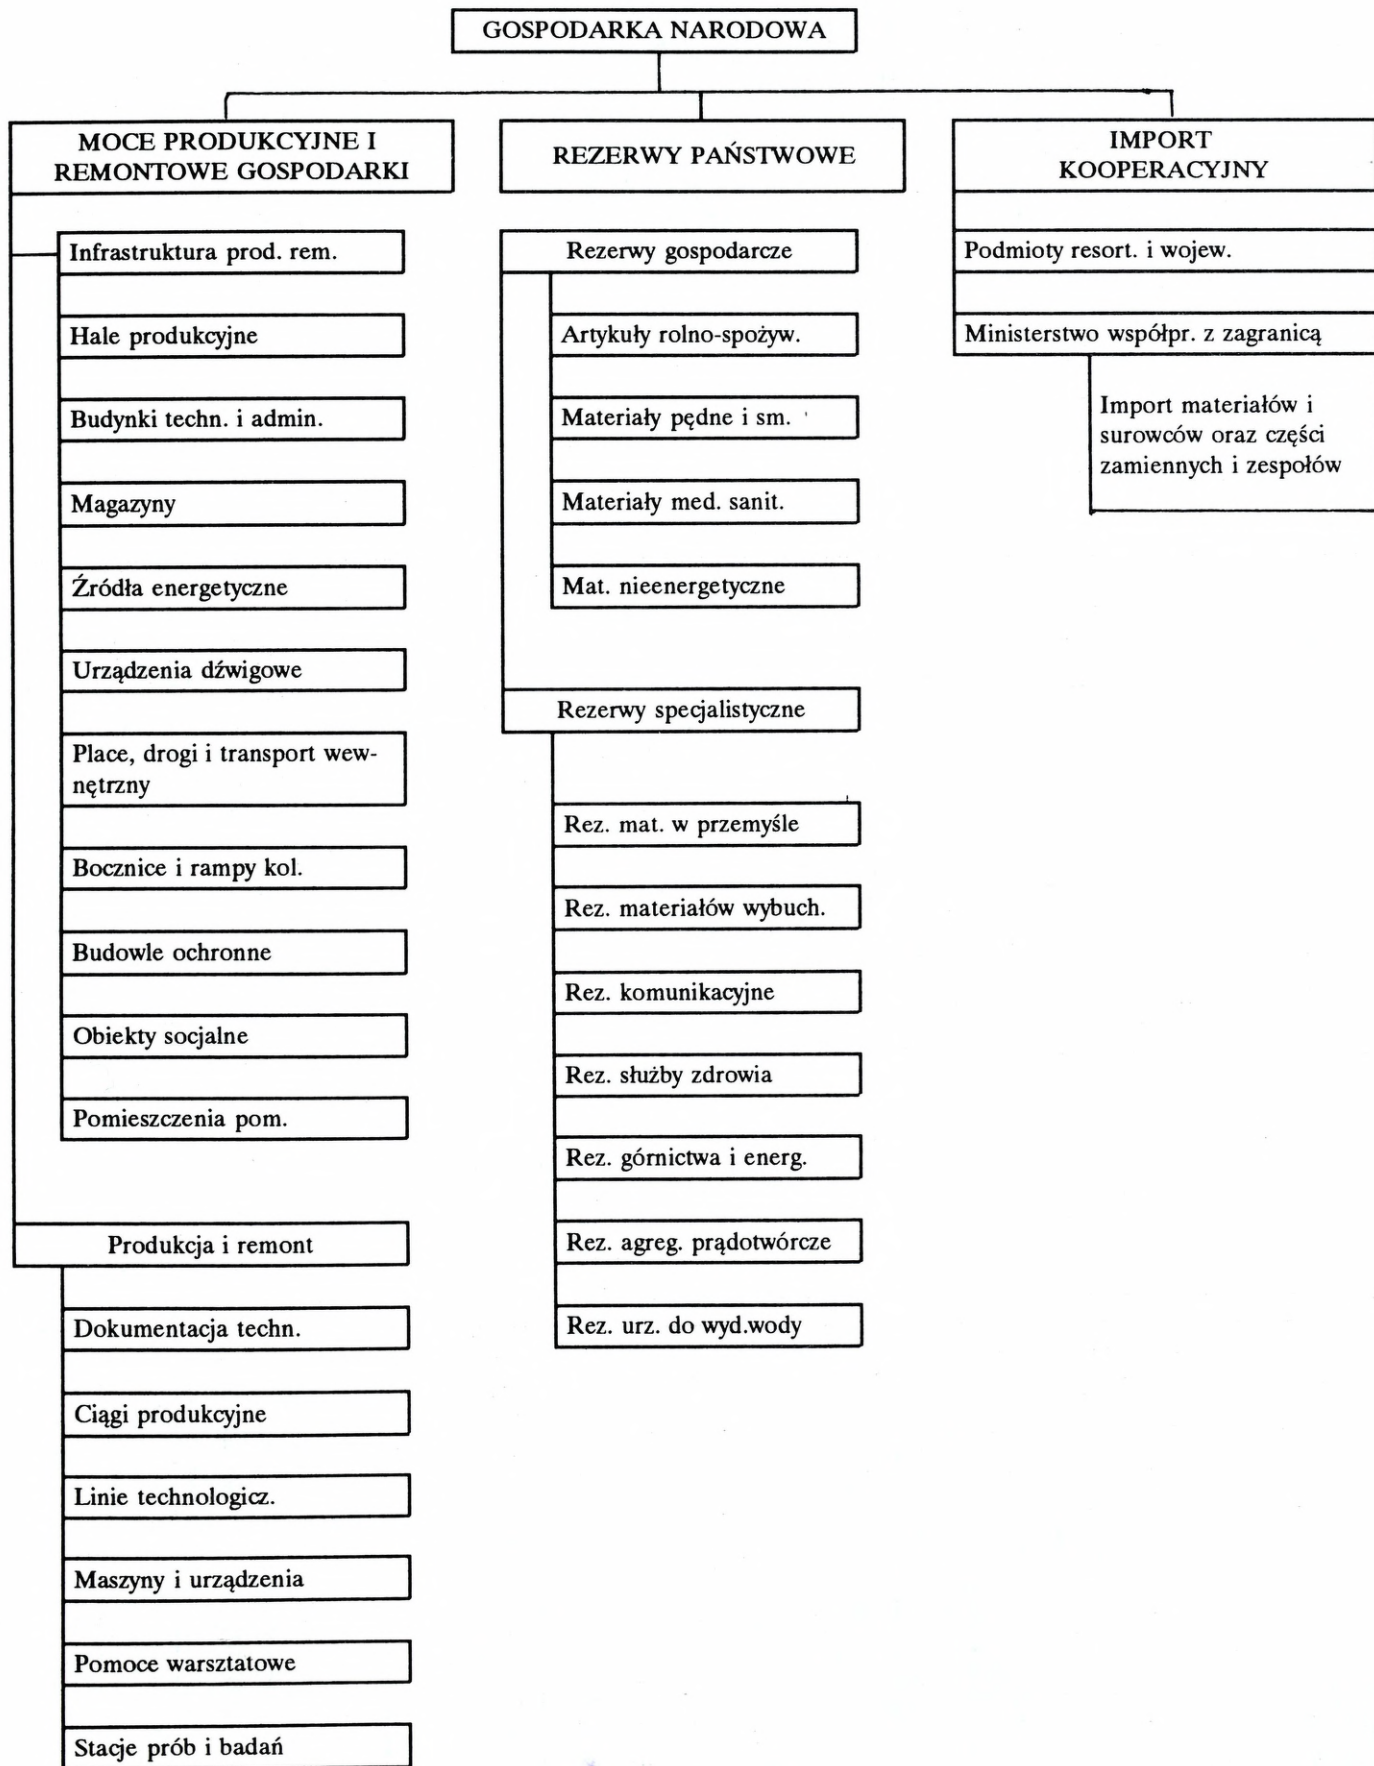 GOSPODARKA NARODOWA
MOCE PRODUKCYJNE I
REMONTOWE GOSPODARKI
Infrastruktura prod. rem.
Hale produkcyjne
Budynki techn. i admin.
Magazyny
Źródła energetyczne
Urządzenia dźwigowe
Place, drogi i transport wew-
nętrzny
Bocznice i rampy kol.
Budowle ochronne
Obiekty socjalne
Pomieszczenia pom.
Produkcja i remont
Dokumentacja techn.
Ciągi produkcyjne
Linie technologicz.
Maszyny i urządzenia
Pomoce warsztatowe
Stacje prób i badań
REZERWY PAŃSTWOWE
Rezerwy gospodarcze
Artykuły rolno-spożyw.
Materiały pędne i sm.
Materiały med. sanit.
Mat. nieenergetyczne
Rezerwy specjalistyczne
Rez. mat. w przemyśle
Rez. materiałów wybuch.
Rez. komunikacyjne
Rez. służby zdrowia
Rez. górnictwa i energ.
Rez. agreg. prądotwórcze
Rez. urz. do wyd.wody
IMPORT
KOOPERACYJNY
Podmioty resort. i wojew.
Ministerstwo współpr. z zagranicą
Import materiałów i
surowców oraz części
zamiennych i zespołów